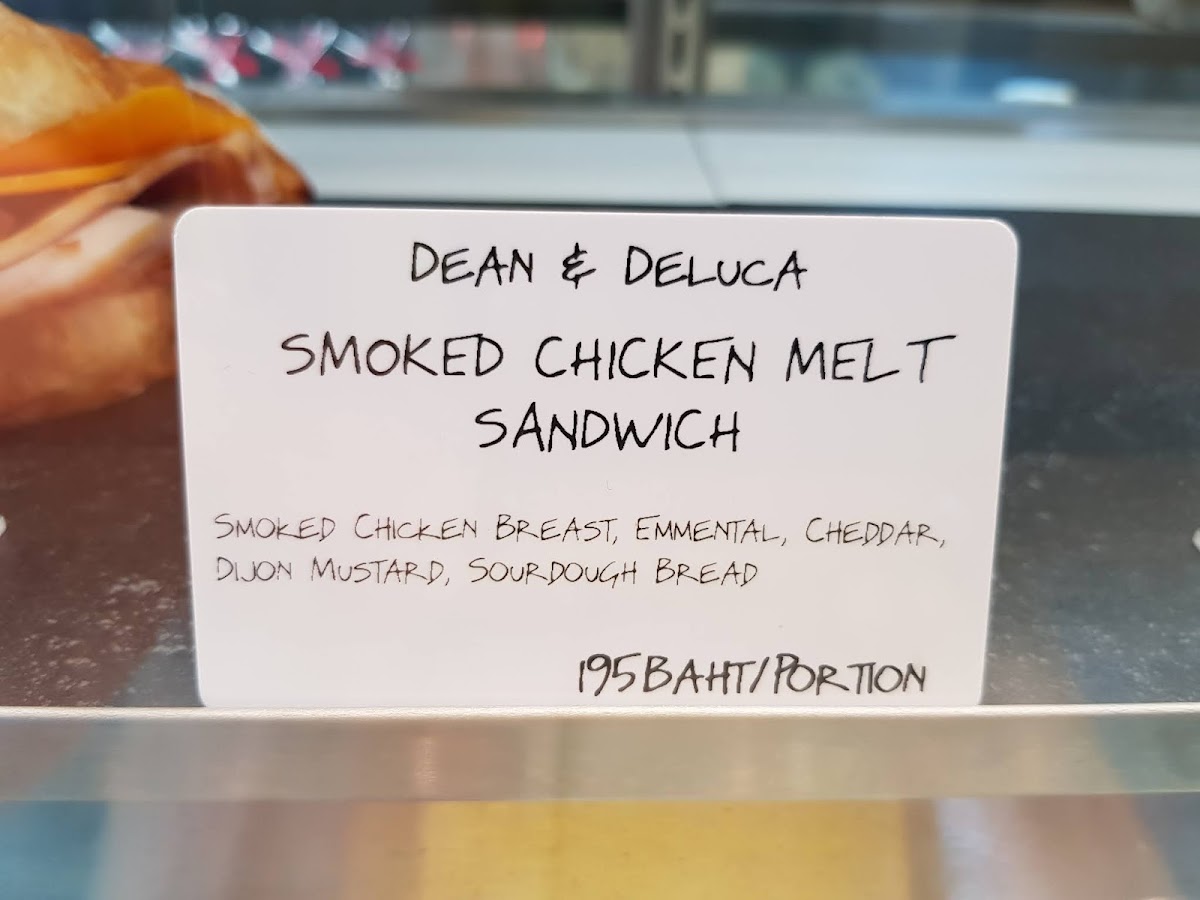 DEAN & DELUCA
SMOKED CHICKEN MELT
SANDWICH
SMOKED CHICKEN BREAST, EMMENTAL, CHEDDAR,
DIJON MUSTARD, SOURDOUGH BREAD
195BAHT/PORTION